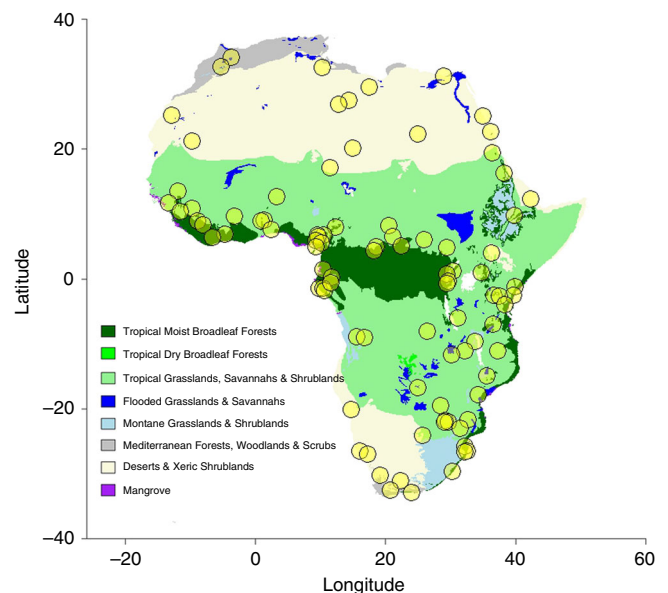 40
20
0
−20
−40
Latitude
Tropical Moist Broadleaf Forests
Tropical Dry Broadleaf Forests
Tropical Grasslands, Savannahs & Shrublands
Flooded Grasslands & Savannahs
Montane Grasslands & Shrublands
Mediterranean Forests, Woodlands & Scrubs
Deserts & Xeric Shrublands
Mangrove
−20 0 20 40 60
Longitude